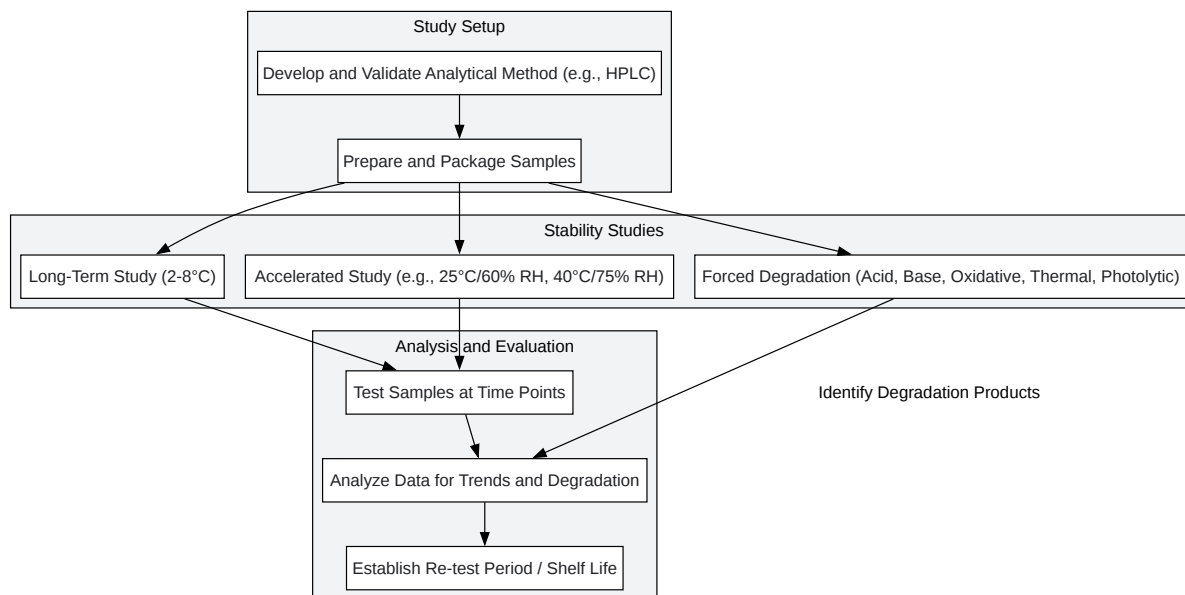 Study Setup
Develop and Validate Analytical Method (e.g., HPLC)
Prepare and Package Samples
Stability Studies
Long-Term Study (2-8°C)
Accelerated Study (e.g., 25°C/60% RH, 40°C/75% RH)
Forced Degradation (Acid, Base, Oxidative, Thermal, Photolytic)
Analysis and Evaluation
Test Samples at Time Points
Identify Degradation Products
Analyze Data for Trends and Degradation
Establish Re-test Period / Shelf Life